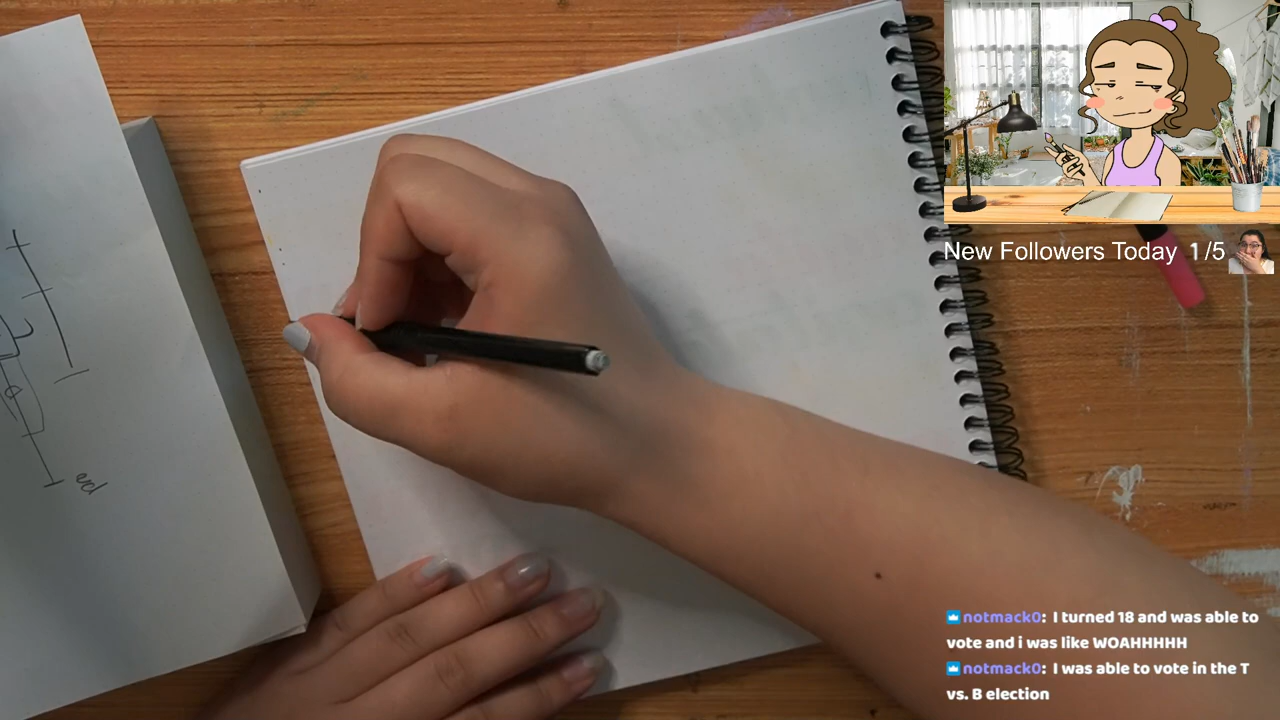 New Followers Today 1/5
notmack0: I turned 18 and was able to
vote and i was like WOAHHHHH
notmack0: I was able to vote in the T
vs. B election